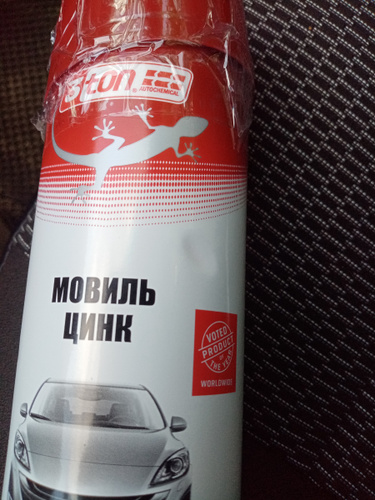 3ton
AUTOCHEMICAL
МОВИЛЬ
ЦИНК
VOTED
PRODUCT
OF
THE YEAR
WORLDWIDE